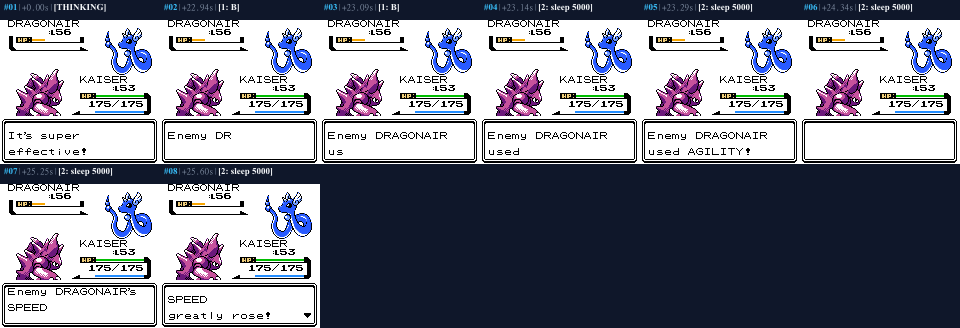 #01 | +0.00s | [THINKING]
DRAGONAIR
:L56
HP:
KAISER
:L53
HP:
175/175
It's super
effective!
#02 | +22.94s | [1: B]
DRAGONAIR
:L56
HP:
KAISER
:L53
HP:
175/175
Enemy DR
#03 | +23.09s | [1: B]
DRAGONAIR
:L56
HP:
KAISER
:L53
HP:
175/175
Enemy DRAGONAIR
us
#04 | +23.14s | [2: sleep 5000]
DRAGONAIR
:L56
HP:
KAISER
:L53
HP:
175/175
Enemy DRAGONAIR
used
#05 | +23.29s | [2: sleep 5000]
DRAGONAIR
:L56
HP:
KAISER
:L53
HP:
175/175
Enemy DRAGONAIR
used AGILITY!
#06 | +24.34s | [2: sleep 5000]
DRAGONAIR
:L56
HP:
KAISER
:L53
HP:
175/175
#07 | +25.25s | [2: sleep 5000]
DRAGONAIR
:L56
HP:
KAISER
:L53
HP:
175/175
Enemy DRAGONAIR's
SPEED
#08 | +25.60s | [2: sleep 5000]
DRAGONAIR
:L56
HP:
KAISER
:L53
HP:
175/175
SPEED
greatly rose!